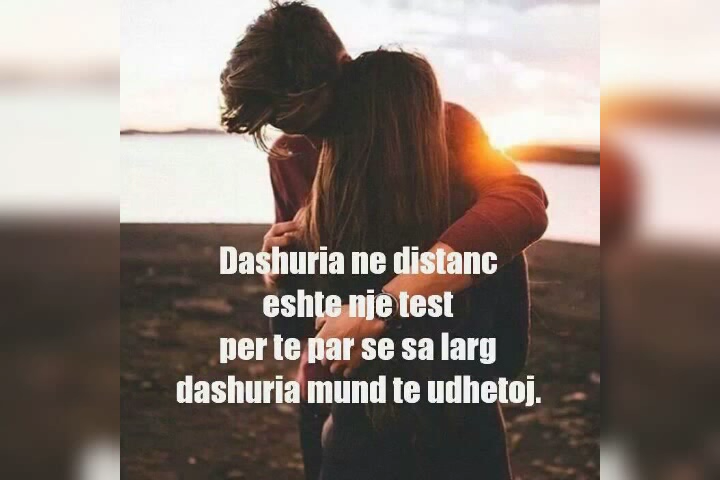 Dashuria ne distanc
eshte nje test
per te par se sa larg
dashuria mund te udhetoj.